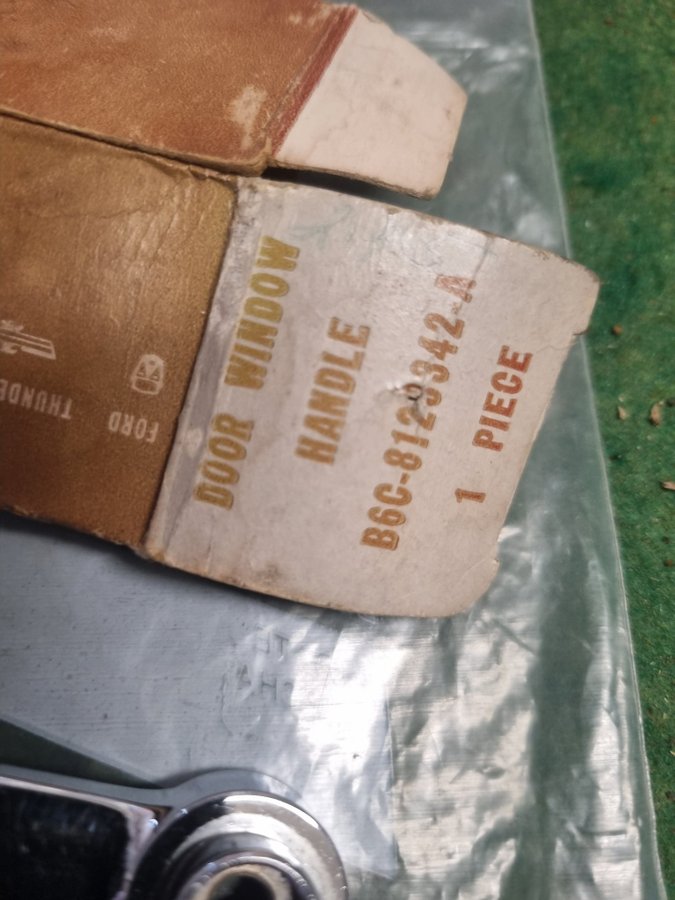 DOOR WINDOW
HANDLE
B6C-8123342-A
1 PIECE
FORD
THUNDE